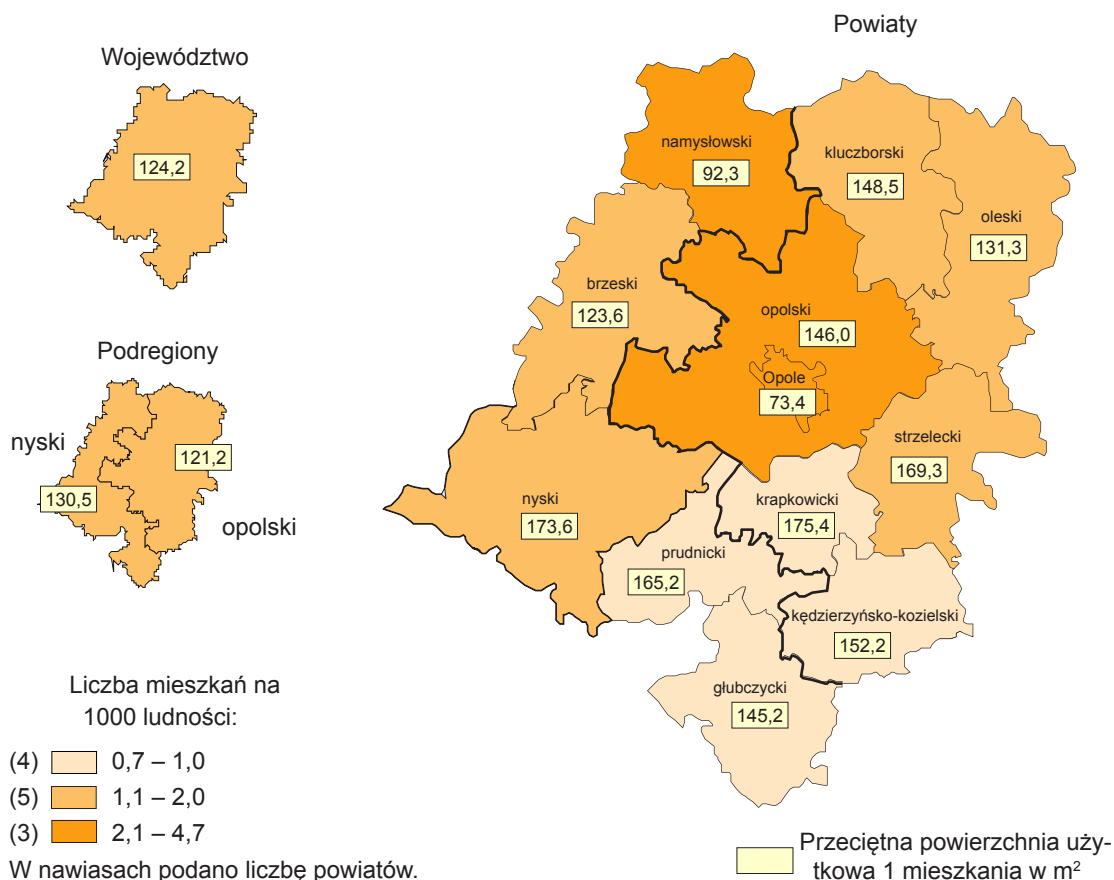 Powiaty
Województwo
124,2
Podregiony
nyski
121,2
130,5
opolski
namysłowski
92,3
kluczborski
148,5
oleski
131,3
brzeski
123,6
opolski
146,0
Opole
73,4
strzelecki
169,3
nyski
173,6
krapkowicki
175,4
prudnicki
165,2
kędzierzyńsko-kozielski
152,2
głubczycki
145,2
Liczba mieszkań na
1000 ludności:
(4) 0,7 – 1,0
(5) 1,1 – 2,0
(3) 2,1 – 4,7
W nawiasach podano liczbę powiatów.
Przeciętna powierzchnia uży-
tkowa 1 mieszkania w m²